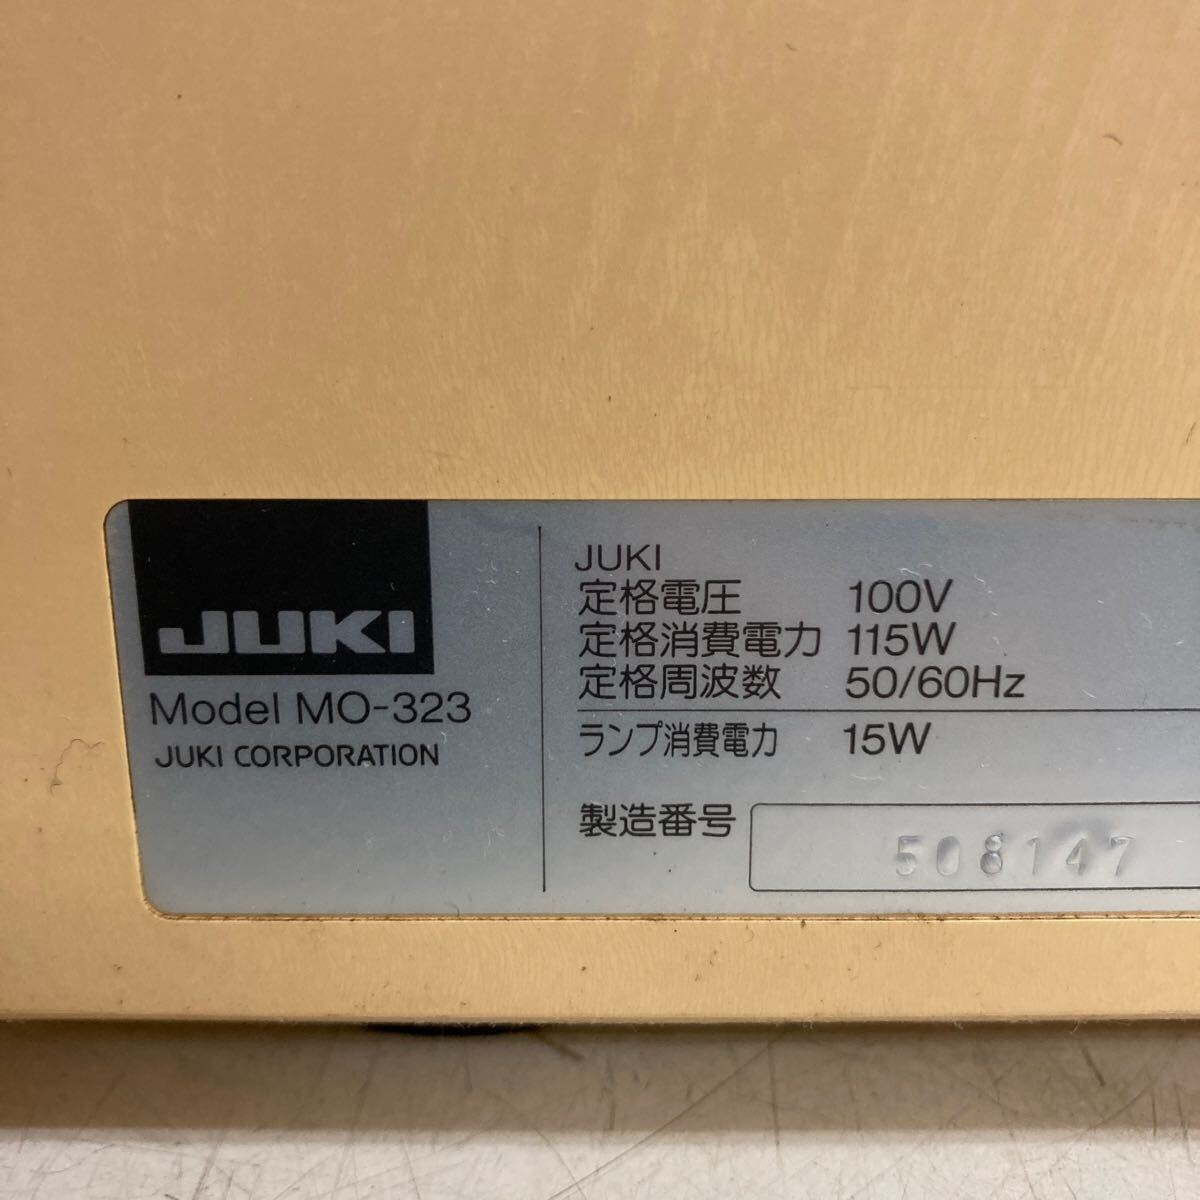 JUKI
Model MO-323
JUKI CORPORATION
JUKI
定格電圧 100V
定格消費電力 115W
定格周波数 50/60Hz
ランプ消費電力 15W
製造番号 508147